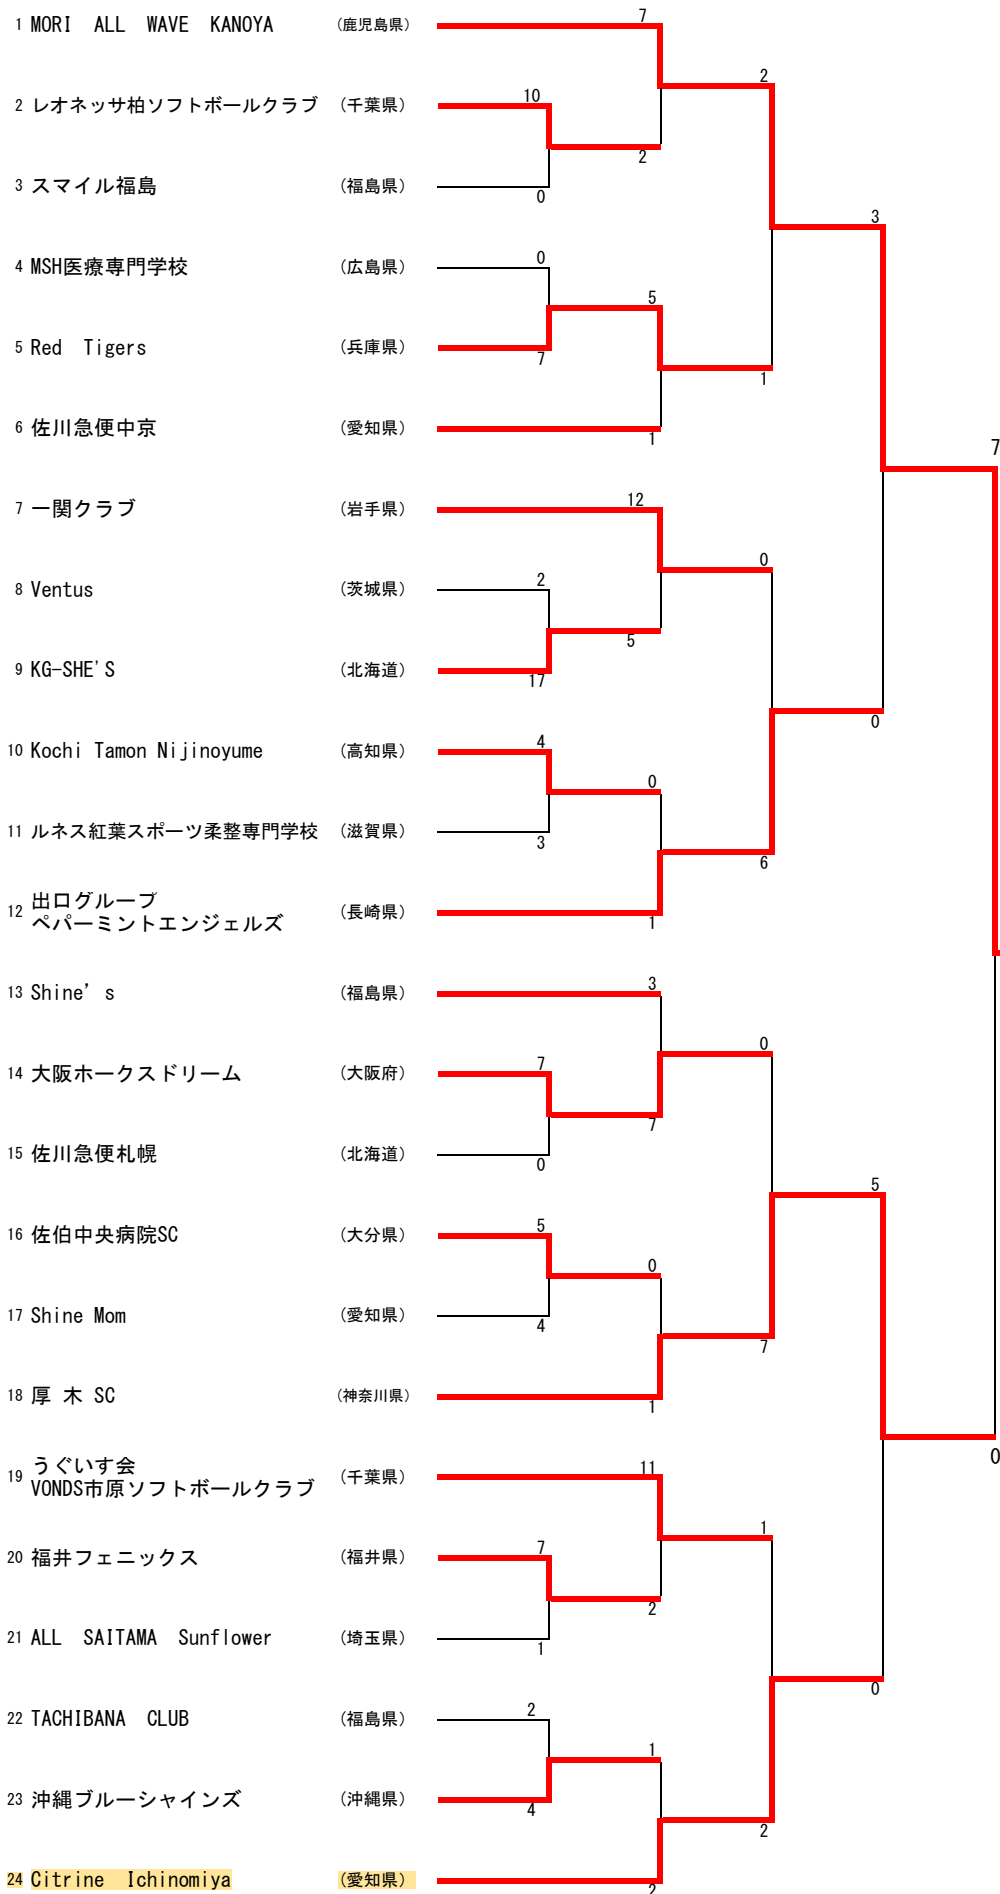 7
1 MORI ALL WAVE KANOYA (鹿児島県)
2
10
2 レオネッサ柏ソフトボールクラブ (千葉県)
2
3 スマイル福島 (福島県)
0
3
0
4 MSH医療専門学校 (広島県)
5
5 Red Tigers (兵庫県)
7
1
6 佐川急便中京 (愛知県)
1
7
12
7 一関クラブ (岩手県)
0
2
8 Ventus (茨城県)
5
9 KG-SHE'S (北海道)
17
0
4
10 Kochi Tamon Nijinoyume (高知県)
0
11 ルネス紅葉スポーツ柔整専門学校 (滋賀県)
3
6
出口グループ
12 ペパーミントエンジェルズ (長崎県)
1
3
13 Shine’s (福島県)
0
7
14 大阪ホークスドリーム (大阪府)
7
15 佐川急便札幌 (北海道)
0
5
5
16 佐伯中央病院SC (大分県)
0
17 Shine Mom (愛知県)
4
7
18 厚 木 SC (神奈川県)
1
0
うぐいす会
11
19 VONDS市原ソフトボールクラブ (千葉県)
1
7
20 福井フェニックス (福井県)
2
21 ALL SAITAMA Sunflower (埼玉県)
1
0
2
22 TACHIBANA CLUB (福島県)
1
23 沖縄ブルーシャインズ (沖縄県)
4
2
24 Citrine Ichinomiya (愛知県)
2